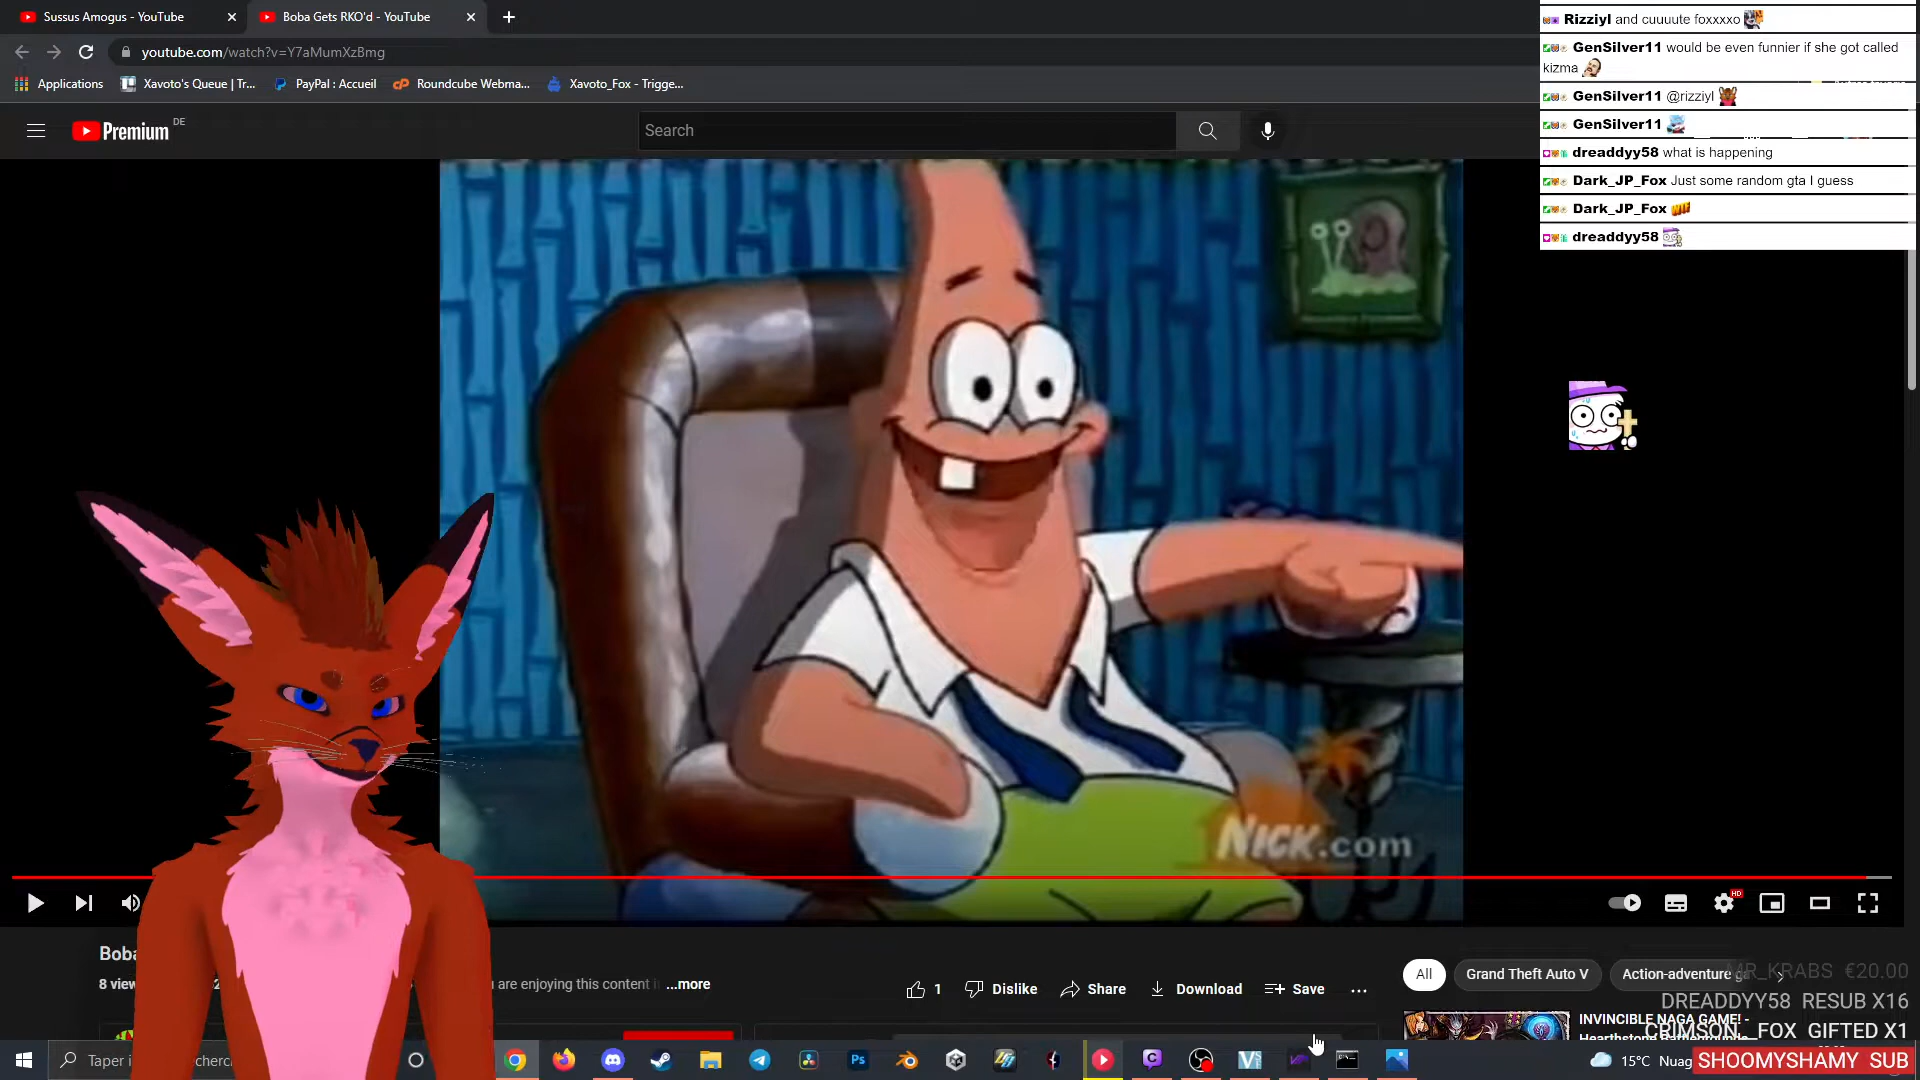 Sussus Amogus - YouTube
Boba Gets RKO'd - YouTube
youtube.com/watch?v=Y7aMumXzBmg
Applications
Xavoto's Queue | Tr...
PayPal : Accueil
Roundcube Webma...
Xavoto_Fox - Trigge...
Premium DE
Search
Rizziyl and cuuuute foxxxxo
GenSilver11 would be even funnier if she got called
kizma
GenSilver11 @rizziyl
GenSilver11
dreaddyy58 what is happening
Dark_JP_Fox Just some random gta I guess
Dark_JP_Fox
dreaddyy58
NICK.com
HD
Boba
8 view
are enjoying this content i
...more
1
Dislike
Share
Download
Save
All
Grand Theft Auto V
Action-adventure ga
MR_KRABS €20.00
DREADDYY58 RESUB X16
INVINCIBLE NAGA GAME! -
CRIMSON__FOX GIFTED X1
SHOOMYSHAMY SUB
Taper i
cherc
15°C Nuag